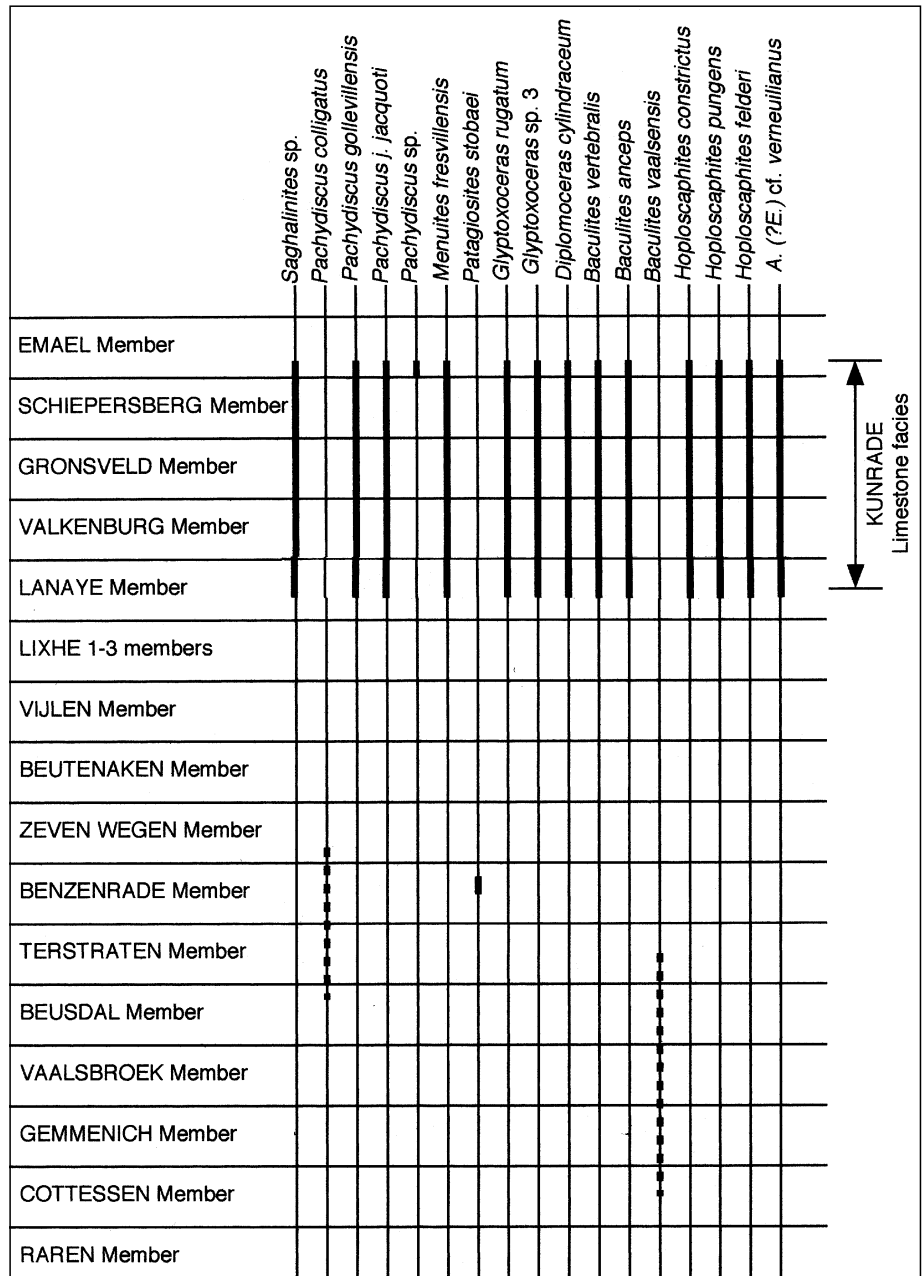 Saghalinites sp.
Pachydiscus colligatus
Pachydiscus gollevillensis
Pachydiscus j. jacquoti
Pachydiscus sp.
Menuites fresvillensis
Patagiosites stobaei
Glyptoxoceras rugatum
Glyptoxoceras sp. 3
Diplomoceras cylindraceum
Baculites vertebralis
Baculites anceps
Baculites vaalsensis
Hoploscaphites constrictus
Hoploscaphites pungens
Hoploscaphites felderi
A. (?E.) cf. verneuilianus
EMAEL Member
SCHIEPERSBERG Member
GRONSVELD Member
VALKENBURG Member
LANAYE Member
LIXHE 1-3 members
VIJLEN Member
BEUTENAKEN Member
ZEVEN WEGEN Member
BENZENRADE Member
TERSTRATEN Member
BEUSDAL Member
VAALSBROEK Member
GEMMENICH Member
COTTESSEN Member
RAREN Member
KUNRADE
Limestone facies